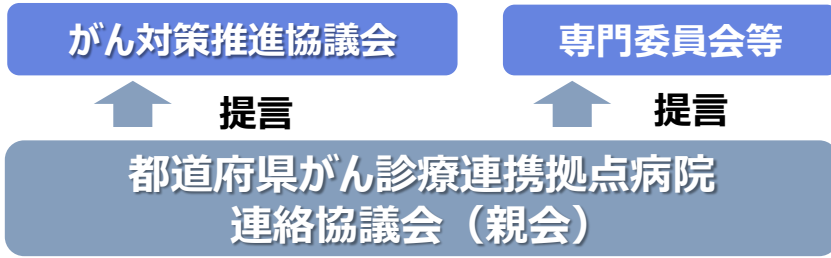 がん対策推進協議会
専門委員会等
提言
提言
都道府県がん診療連携拠点病院
連絡協議会（親会）